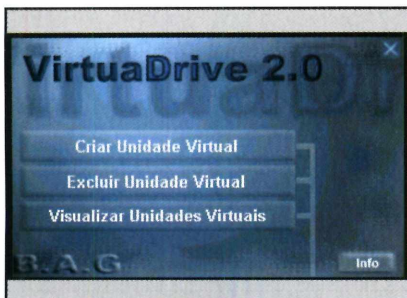 VirtuaDrive 2.0
Criar Unidade Virtual
Excluir Unidade Virtual
Visualizar Unidades Virtuais
B.A.G
Info